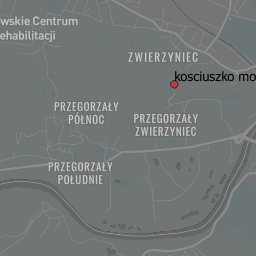 wskie Centrum
ehabilitacji
ZWIERZYNIEC
kosciuszko mo
PRZEGORZAŁY
PÓŁNOC
PRZEGORZAŁY
ZWIERZYNIEC
PRZEGORZAŁY
POŁUDNIE